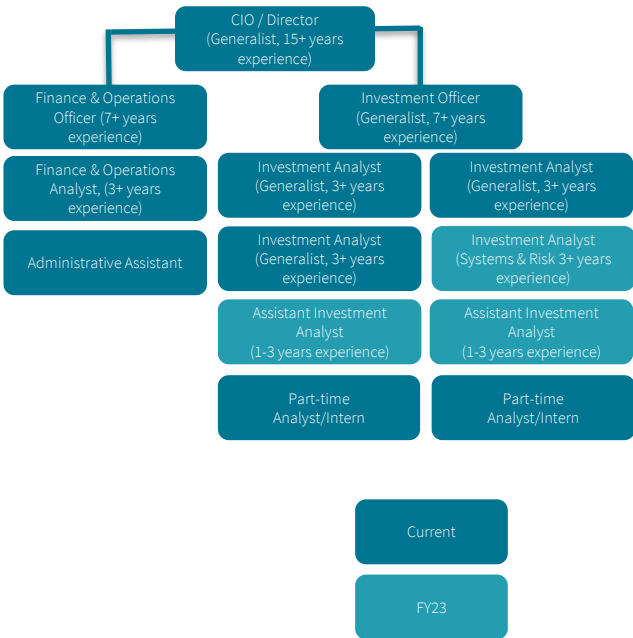 CIO / Director
(Generalist, 15+ years
experience)
Finance & Operations
Officer (7+ years
experience)
Investment Officer
(Generalist, 7+ years
experience)
Finance & Operations
Analyst, (3+ years
experience)
Investment Analyst
(Generalist, 3+ years
experience)
Investment Analyst
(Generalist, 3+ years
experience)
Administrative Assistant
Investment Analyst
(Generalist, 3+ years
experience)
Investment Analyst
(Systems & Risk 3+ years
experience)
Assistant Investment
Analyst
(1-3 years experience)
Assistant Investment
Analyst
(1-3 years experience)
Part-time
Analyst/Intern
Part-time
Analyst/Intern
Current
FY23